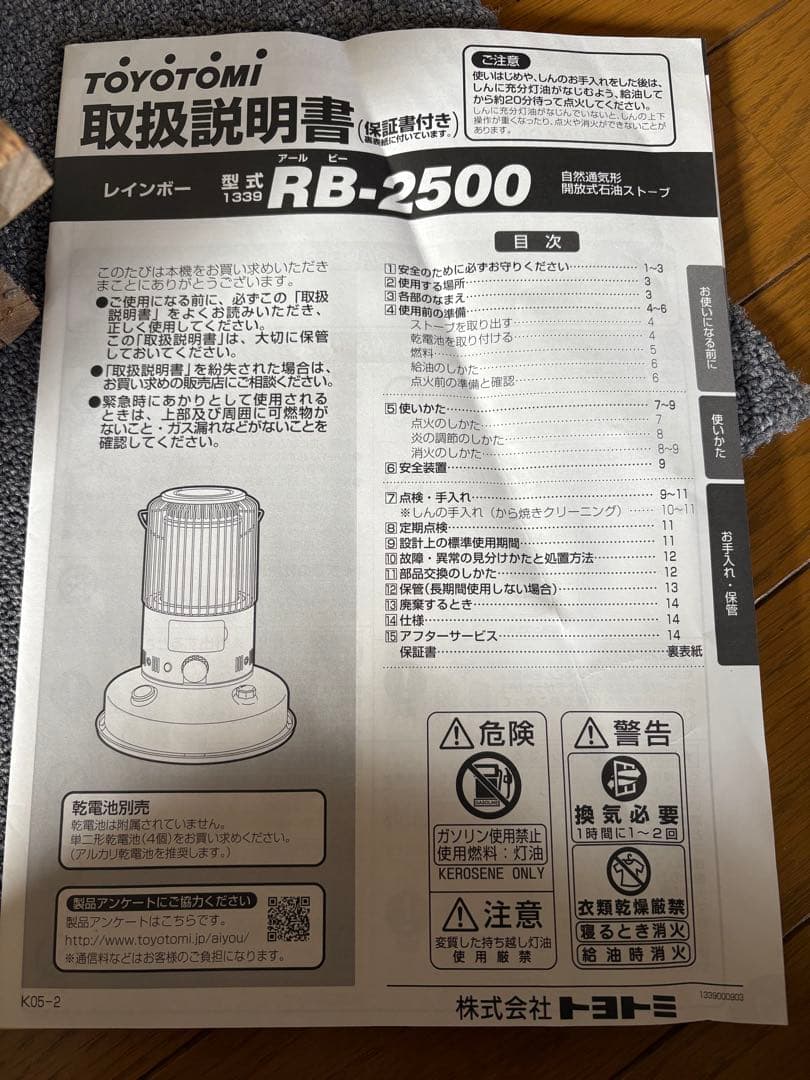 TOYOTOMI
取扱説明書(保証書付き
裏表紙に付いています。)
ご注意
使いはじめや、しんのお手入れをした後は、
しんに充分灯油がなじむよう、給油して
から約20分待って点火してください。
しんに充分灯油がなじんでいないと、しんの上下
操作が重くなったり、点火や消火ができないことが
あります。
レインボー
型式
1339
アール ビー
RB-2500
自然通気形
開放式石油ストーブ
このたびは本機をお買い求めいただき
まことにありがとうございます。
●ご使用になる前に、必ずこの「取扱
説明書」をよくお読みいただき、
正しく使用してください。
この「取扱説明書」は、大切に保管
しておいてください。
●「取扱説明書」を紛失された場合は、
お買い求めの販売店にご相談ください。
●緊急時にあかりとして使用される
ときは、上部及び周囲に可燃物が
ないこと・ガス漏れなどがないことを
確認してください。
目次
1 安全のために必ずお守りください 1~3
2 使用する場所 3
3 各部のなまえ 3
4 使用前の準備 4~6
ストーブを取り出す 4
乾電池を取り付ける 4
燃料 5
給油のしかた 6
点火前の準備と確認 6
5 使いかた 7~9
点火のしかた 7
炎の調節のしかた 8
消火のしかた 8~9
6 安全装置 9
7 点検・手入れ 9~11
※しんの手入れ(から焼きクリーニング) 10~11
8 定期点検 11
9 設計上の標準使用期間 11
10 故障・異常の見分けかたと処置方法 12
11 部品交換のしかた 12
12 保管(長期間使用しない場合) 13
13 廃棄するとき 14
14 仕様 14
15 アフターサービス 14
保証書 裏表紙
お使いになる前に
使いかた
お手入れ・保管
乾電池別売
乾電池は附属されていません。
単二形乾電池(4個)をお買い求めください。
(アルカリ乾電池を推奨します。)
製品アンケートにご協力ください
製品アンケートはこちらです。
http://www.toyotomi.jp/aiyou/
※通信料などはお客様のご負担になります。
危険
GASOLINE
ガソリン使用禁止
使用燃料:灯油
KEROSENE ONLY
注意
変質した持ち越し灯油
使用厳禁
警告
換気必要
1時間に1~2回
衣類乾燥厳禁
寝るとき消火
給油時消火
K05-2
株式会社 トヨトミ
1339000903